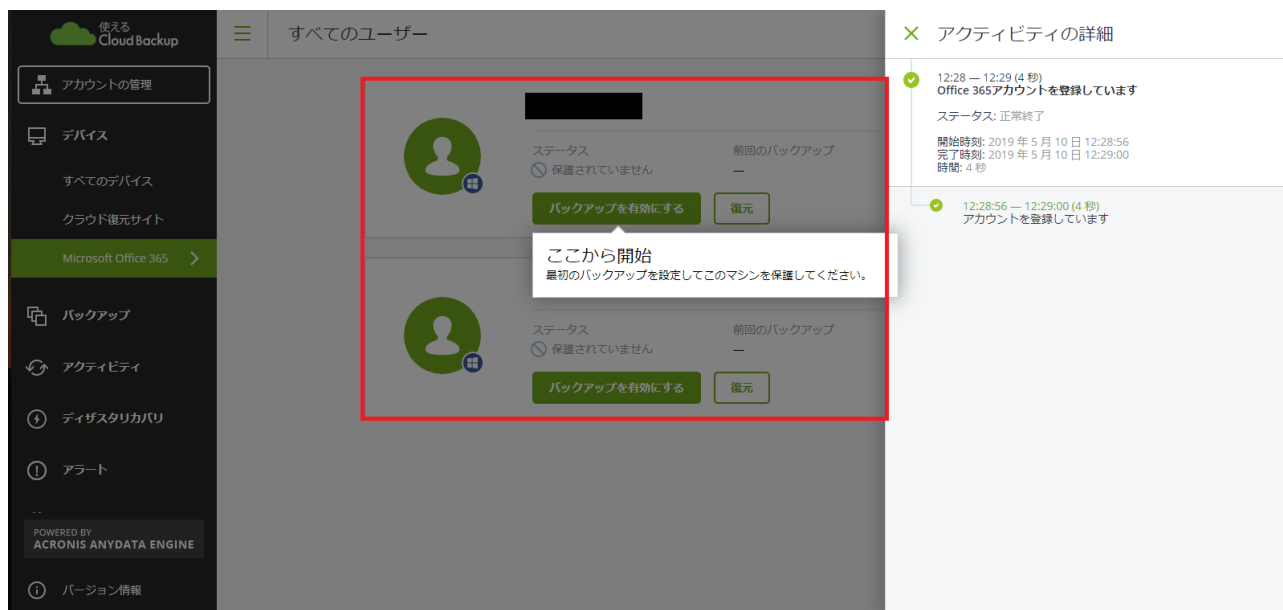 使える
Cloud Backup
アカウントの管理
デバイス
すべてのデバイス
クラウド復元サイト
Microsoft Office 365
バックアップ
アクティビティ
ディザスタリカバリ
アラート
POWERED BY
ACRONIS ANYDATA ENGINE
バージョン情報
すべてのユーザー
ステータス 前回のバックアップ
保護されていません —
バックアップを有効にする 復元
ここから開始
最初のバックアップを設定してこのマシンを保護してください。
ステータス 前回のバックアップ
保護されていません —
バックアップを有効にする 復元
アクティビティの詳細
12:28 — 12:29 (4 秒)
Office 365アカウントを登録しています
ステータス: 正常終了
開始時刻: 2019 年 5 月 10 日 12:28:56
完了時刻: 2019 年 5 月 10 日 12:29:00
時間: 4 秒
12:28:56 — 12:29:00 (4 秒)
アカウントを登録しています